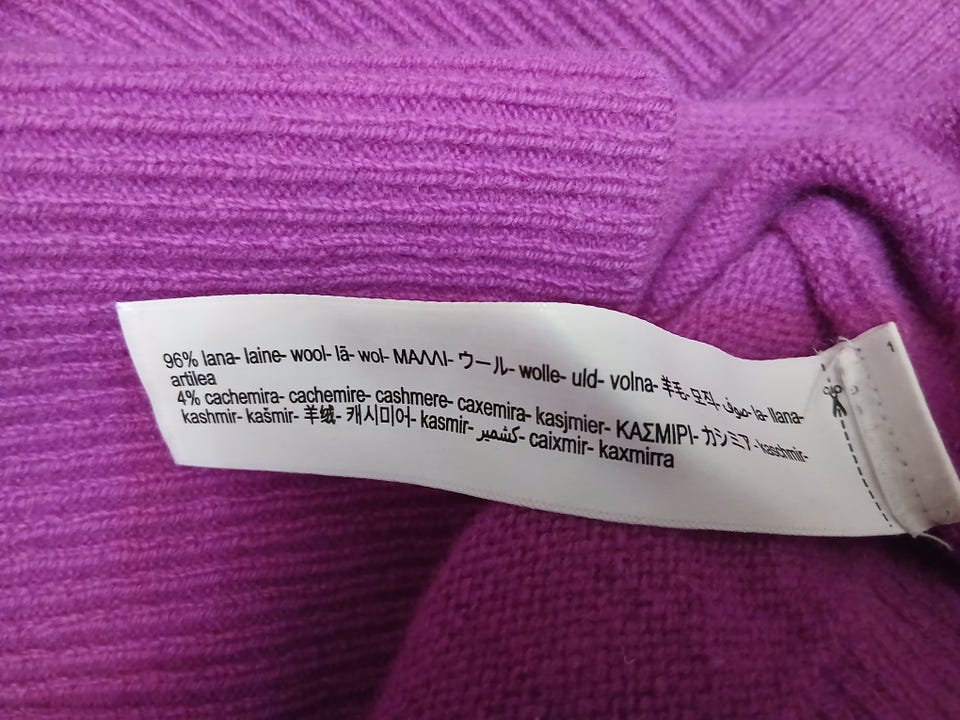 96% lana- laine- wool- lã- wol- ΜΑΛΛΙ- ウール- wolle- uld- volna- 羊毛- 모직- صوف- la- llana-
artilea
4% cachemira- cachemire- cashmere- caxemira- kasjmier- ΚΑΣΜΙΡΙ- カシミア- kaschmir-
kashmir- kašmir- 羊绒- 캐시미어- kasmir- كشمير- caixmir- kaxmirra
1